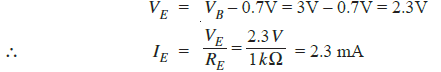 V_E = V_B – 0.7V = 3V – 0.7V = 2.3V
∴ I_E = V_E/R_E = 2.3 V/1 kΩ = 2.3 mA